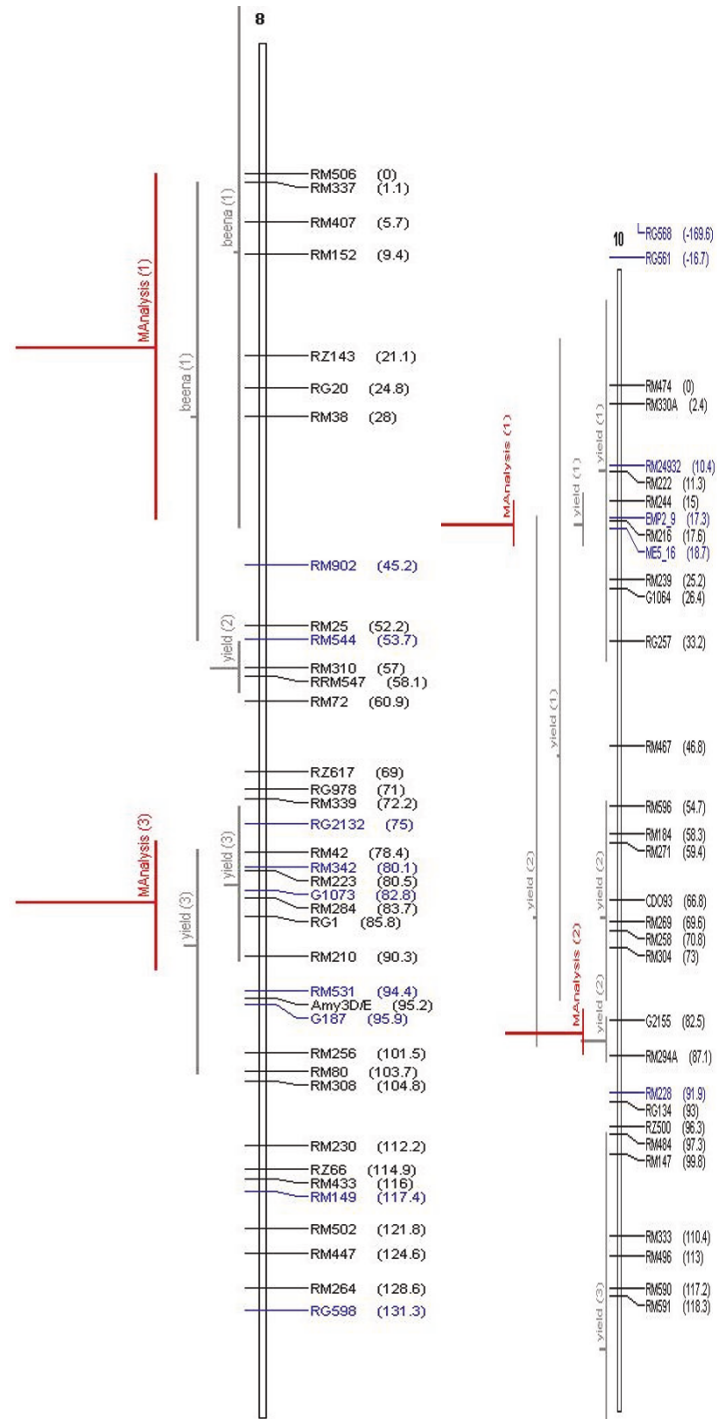 8
RM506 (0)
RM337 (1.1)
RM407 (5.7)
RM152 (9.4)
RZ143 (21.1)
RG20 (24.8)
RM38 (28)
RM902 (45.2)
RM25 (52.2)
RM544 (53.7)
RM310 (57)
RRM547 (58.1)
RM72 (60.9)
RZ617 (69)
RG978 (71)
RM339 (72.2)
RG2132 (75)
RM42 (78.4)
RM342 (80.1)
RM223 (80.5)
G1073 (82.8)
RM284 (83.7)
RG1 (85.8)
RM210 (90.3)
RM531 (94.4)
Amy3D/E (95.2)
G187 (95.9)
RM256 (101.5)
RM80 (103.7)
RM308 (104.8)
RM230 (112.2)
RZ66 (114.9)
RM433 (116)
RM149 (117.4)
RM502 (121.8)
RM447 (124.6)
RM264 (128.6)
RG598 (131.3)
MAnalysis (1)
beena (1)
beena (1)
yield (2)
MAnalysis (3)
yield (3)
yield (3)
10
RG568 (-169.6)
RG561 (-16.7)
RM474 (0)
RM330A (2.4)
RM24932 (10.4)
RM222 (11.3)
RM244 (15)
EMP2_9 (17.3)
RM216 (17.6)
ME5_16 (18.7)
RM239 (25.2)
G1064 (26.4)
RG257 (33.2)
RM467 (46.8)
RM596 (54.7)
RM184 (58.3)
RM271 (59.4)
CDO93 (66.8)
RM269 (69.6)
RM258 (70.8)
RM304 (73)
G2155 (82.5)
RM294A (87.1)
RM228 (91.9)
RG134 (93)
RZ500 (96.3)
RM484 (97.3)
RM147 (99.8)
RM333 (110.4)
RM496 (113)
RM590 (117.2)
RM591 (118.3)
MAnalysis (1)
yield (1)
yield (1)
yield (1)
yield (2)
MAnalysis (2)
yield (2)
yield (2)
yield (3)